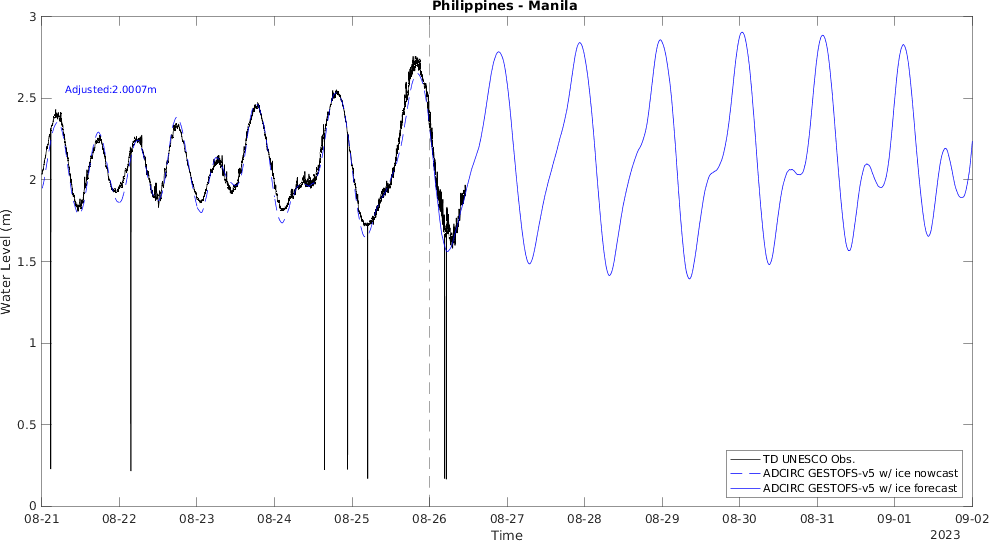 Philippines - Manila
3
2.5
2
1.5
1
0.5
0
Water Level (m)
Adjusted:2.0007m
TD UNESCO Obs.
ADCIRC GESTOFS-v5 w/ ice nowcast
ADCIRC GESTOFS-v5 w/ ice forecast
08-21 08-22 08-23 08-24 08-25 08-26 08-27 08-28 08-29 08-30 08-31 09-01 09-02
Time
2023